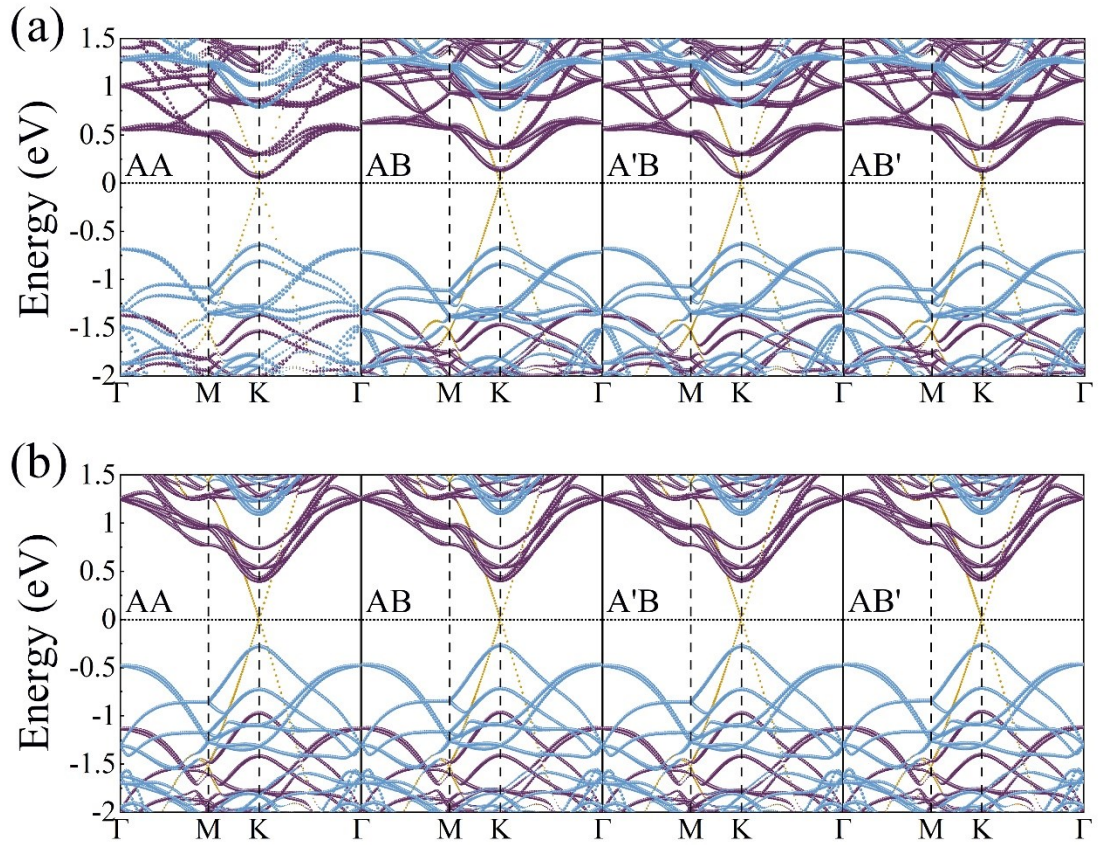 (a)
Energy (eV)
1.5
1
0.5
0
-0.5
-1
-1.5
-2
AA AB A'B AB'
Γ M K Γ M K Γ M K Γ M K Γ
(b)
Energy (eV)
1.5
1
0.5
0
-0.5
-1
-1.5
-2
AA AB A'B AB'
Γ M K Γ M K Γ M K Γ M K Γ